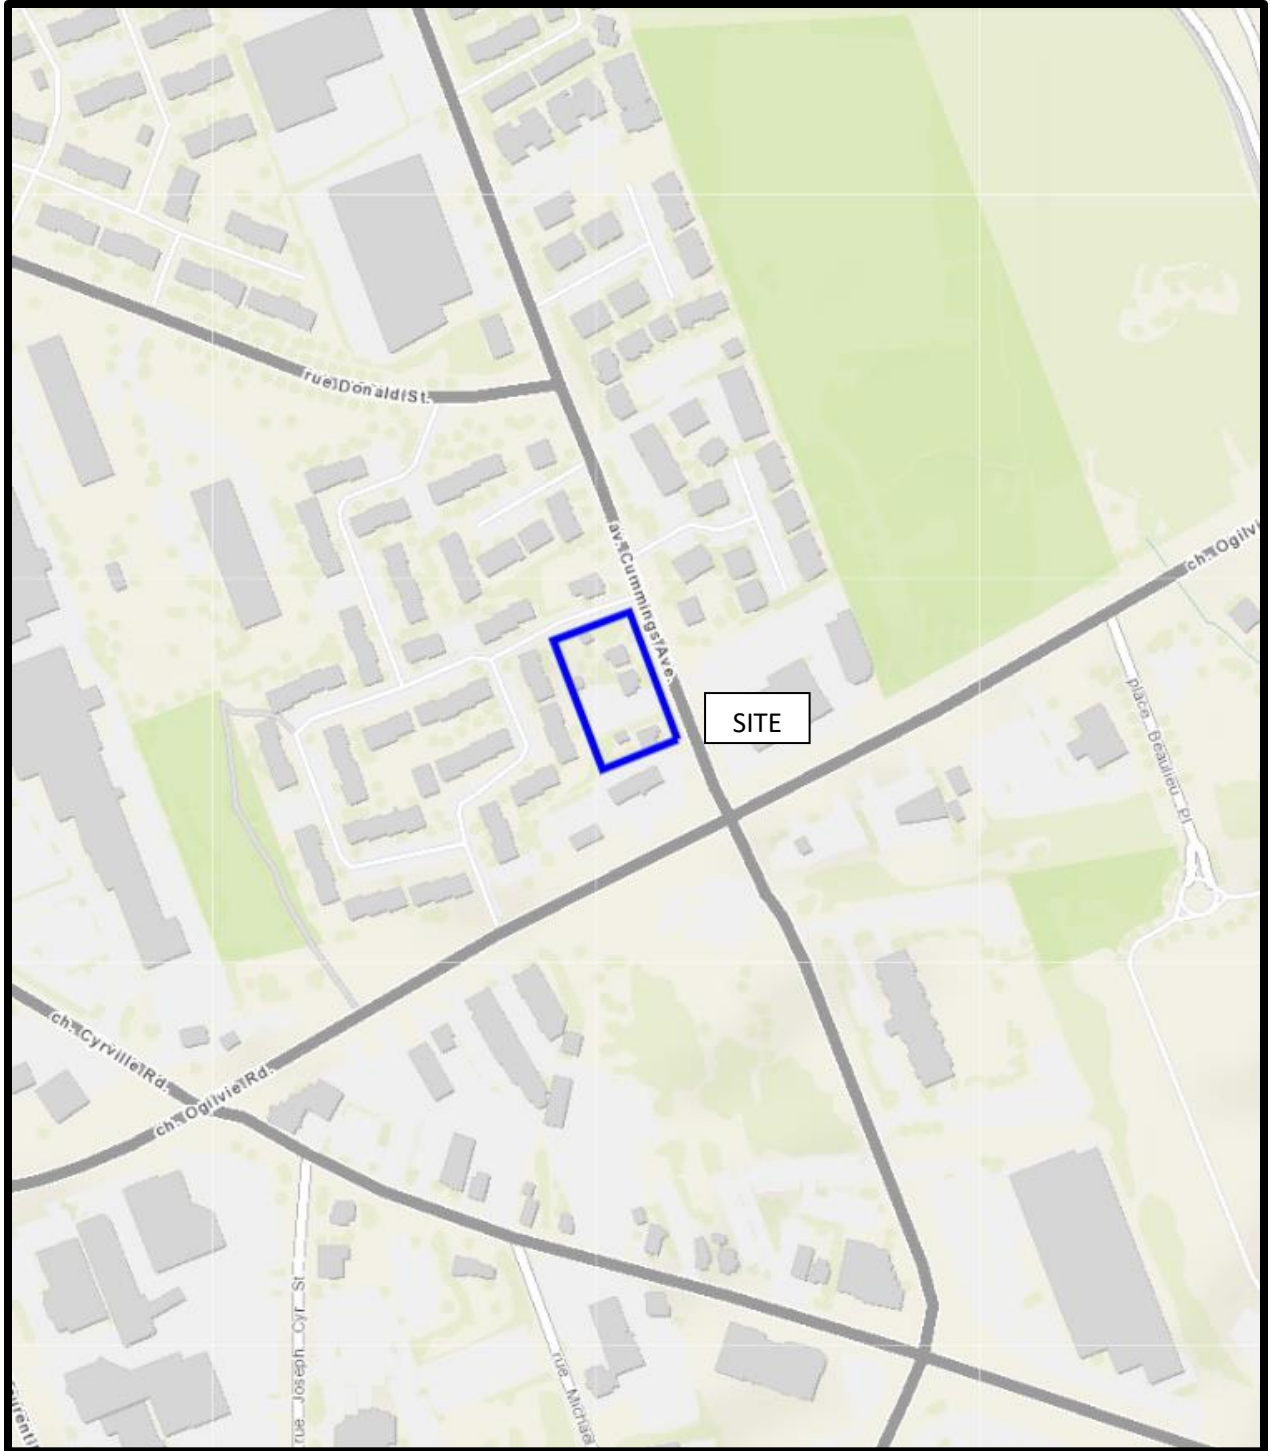 rue Donald St.
av. Cummings Ave.
ch. Ogilvi
SITE
place Beaulieu Pl
ch. Cyrville Rd.
ch. Ogilvie Rd.
rue Joseph Cyr St
rue Michael